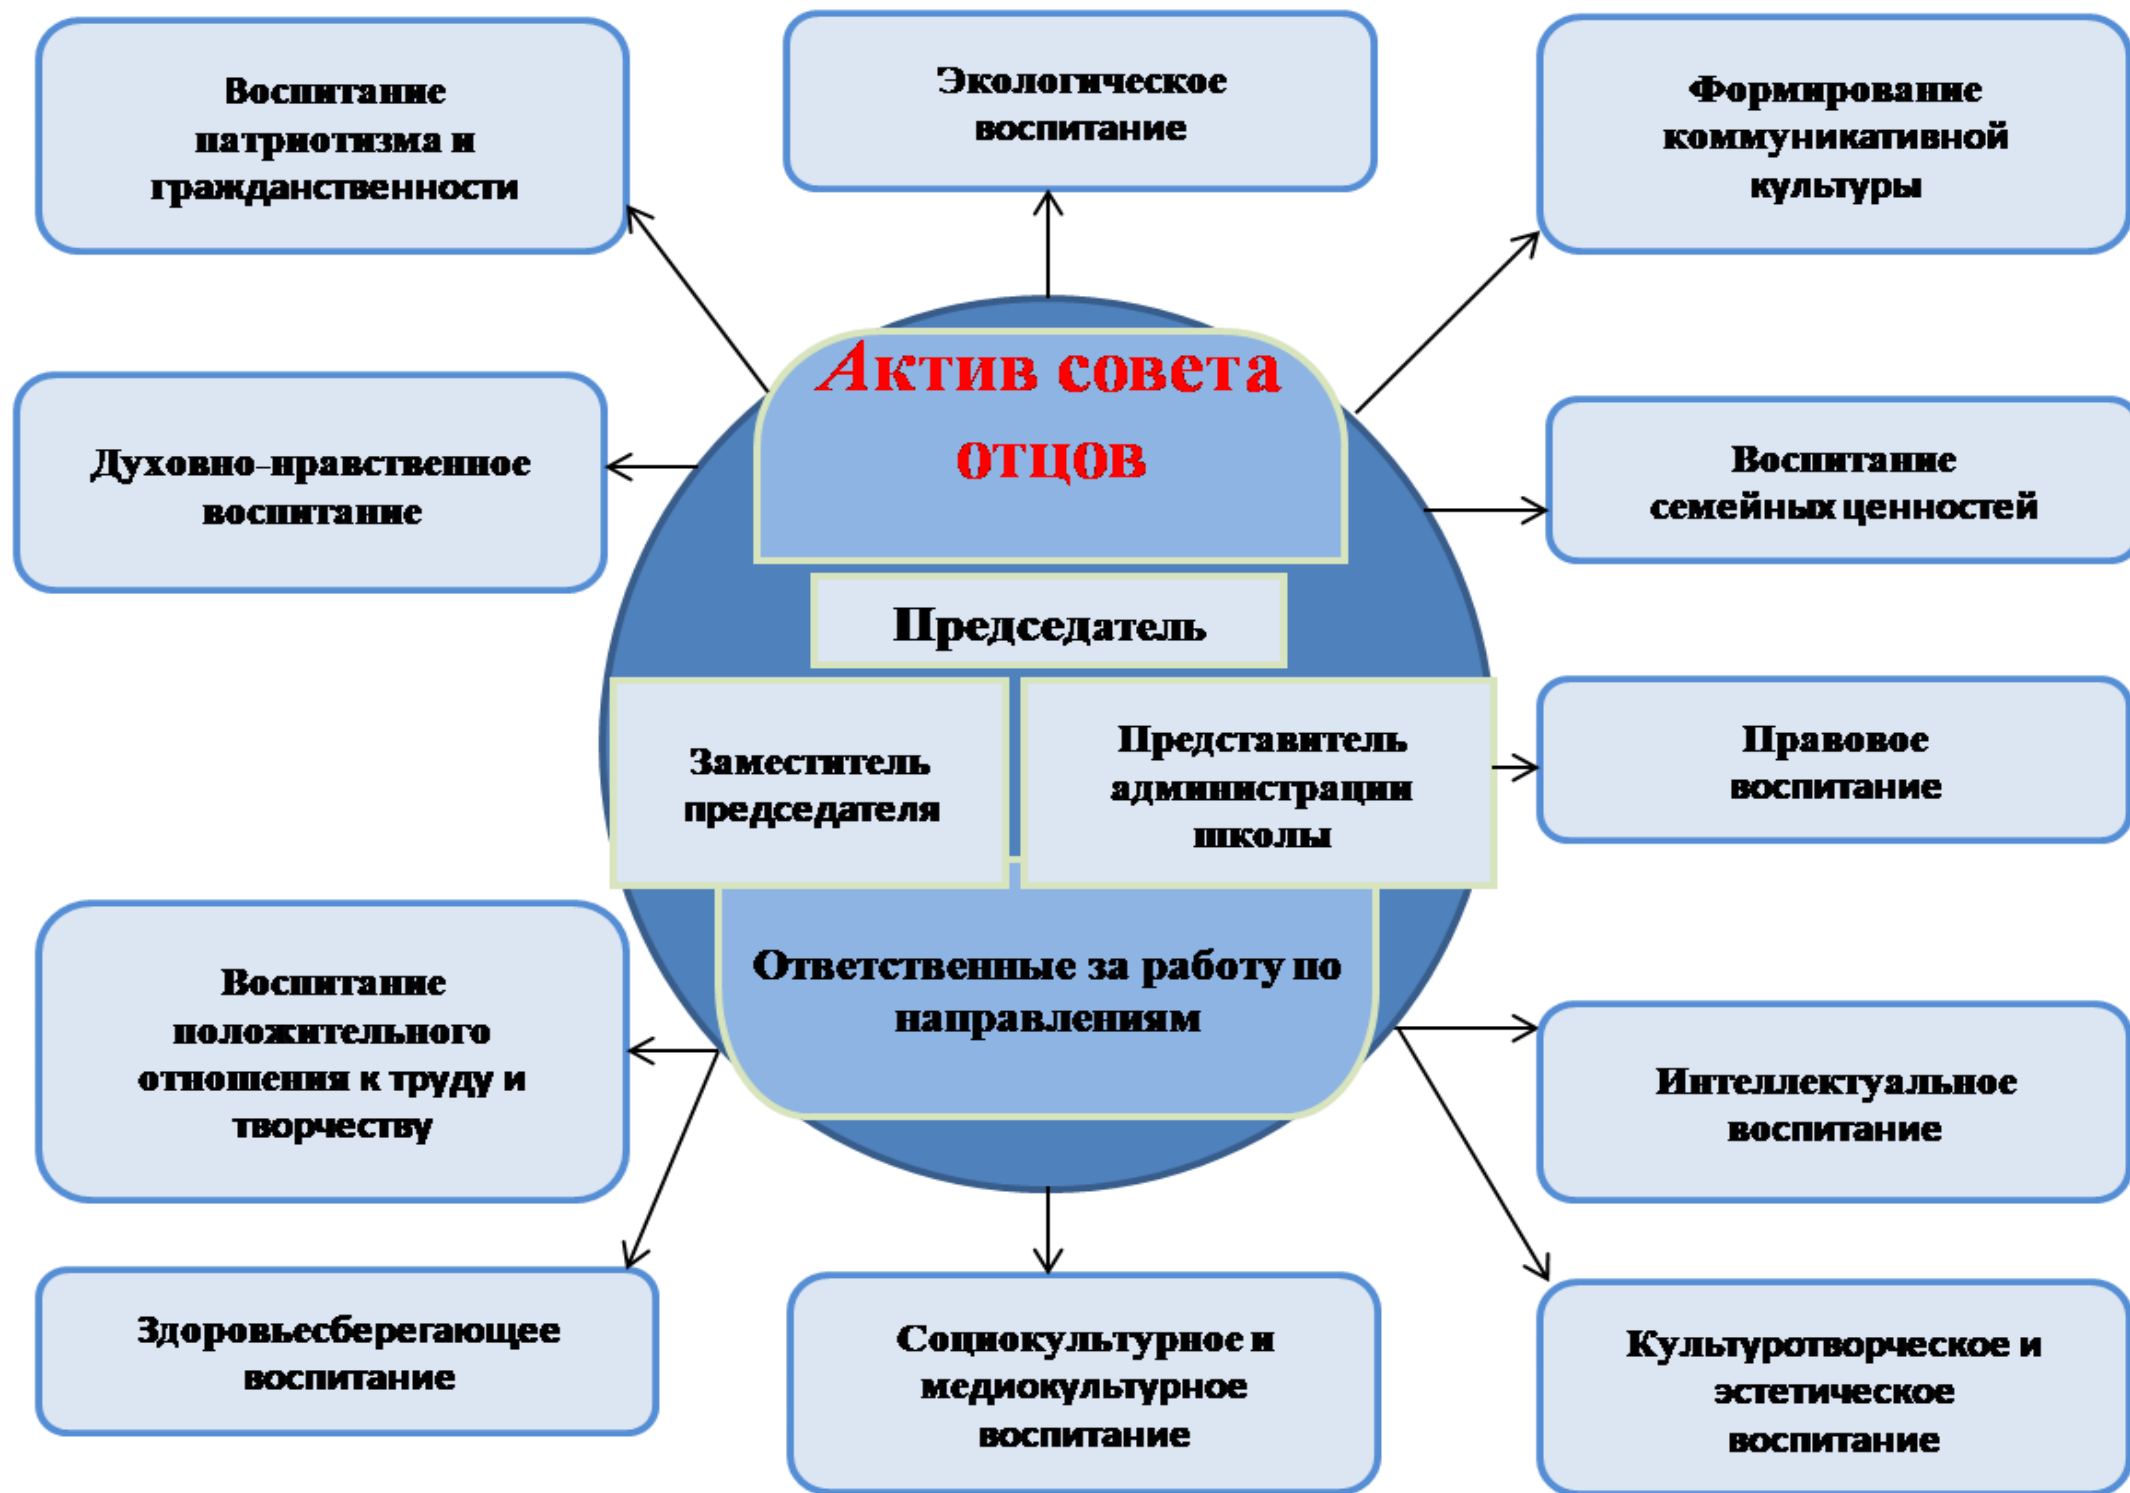 Воспитание
патриотизма и
гражданственности
Экологическое
воспитание
Формирование
коммуникативной
культуры
Актив совета
отцов
Духовно-нравственное
воспитание
Воспитание
семейных ценностей
Председатель
Заместитель
председателя
Представитель
администрации
школы
Правовое
воспитание
Ответственные за работу по
направлениям
Воспитание
положительного
отношения к труду и
творчеству
Интеллектуальное
воспитание
Здоровьесберегающее
воспитание
Социокультурное и
медиокультурное
воспитание
Культуротворческое и
эстетическое
воспитание